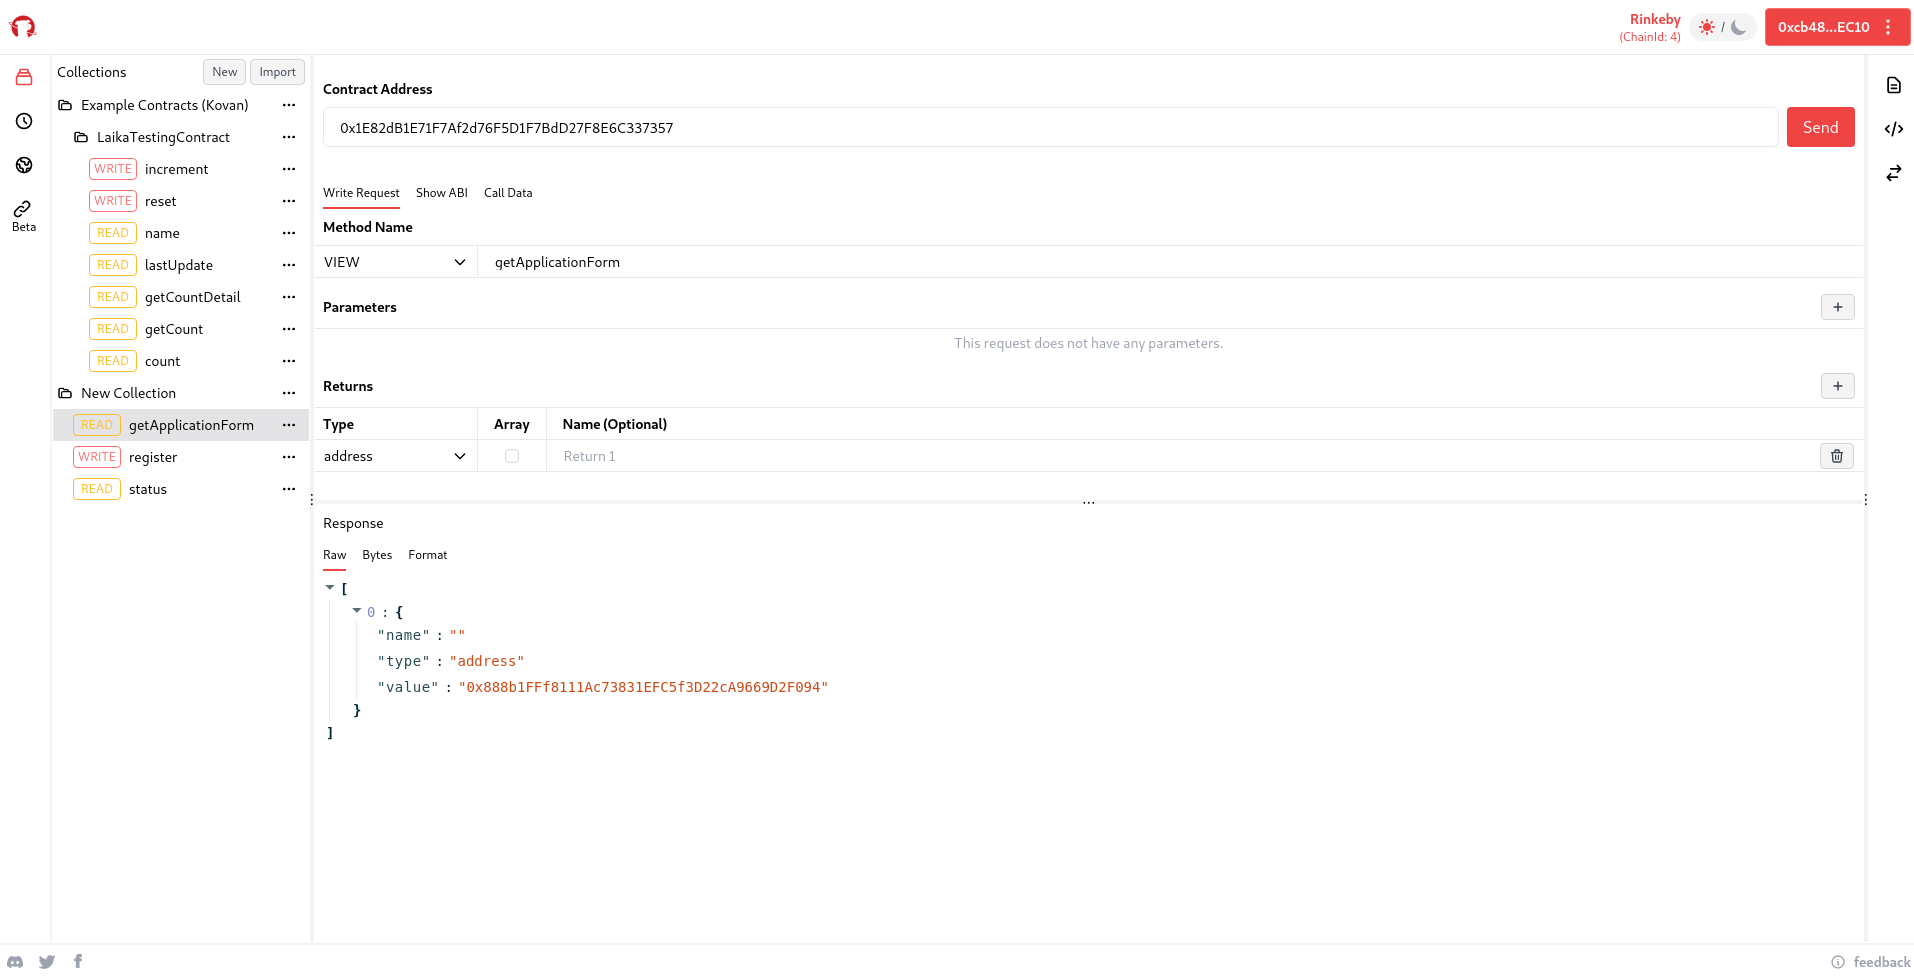 Rinkeby
(ChainId: 4)
/
0xcb48...EC10
Collections
New
Import
Example Contracts (Kovan)
LaikaTestingContract
WRITE increment
WRITE reset
READ name
READ lastUpdate
READ getCountDetail
READ getCount
READ count
New Collection
READ getApplicationForm
WRITE register
READ status
Beta
Contract Address
0x1E82dB1E71F7Af2d76F5D1F7BdD27F8E6C337357
Send
Write Request Show ABI Call Data
Method Name
VIEW getApplicationForm
Parameters
+
This request does not have any parameters.
Returns
+
Type Array Name (Optional)
address Return 1
Response
Raw Bytes Format
[
0 : {
"name" : ""
"type" : "address"
"value" : "0x888b1FFf8111Ac73831EFC5f3D22cA9669D2F094"
}
]
feedback